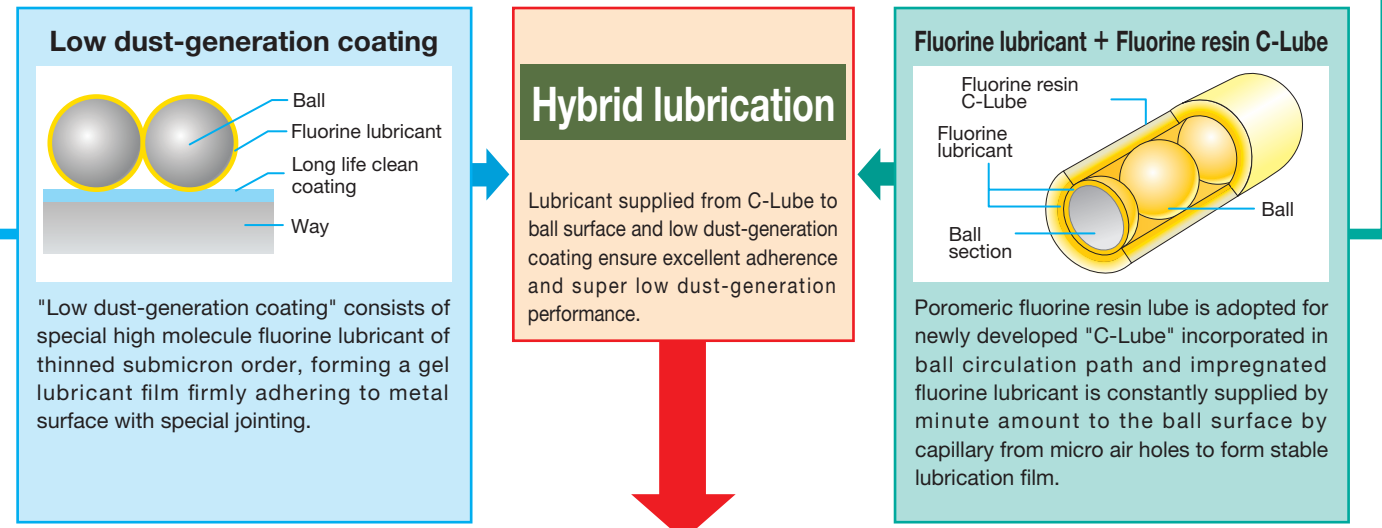 Low dust-generation coating
Ball
Fluorine lubricant
Long life clean
coating
Way
"Low dust-generation coating" consists of
special high molecule fluorine lubricant of
thinned submicron order, forming a gel
lubricant film firmly adhering to metal
surface with special jointing.
Hybrid lubrication
Lubricant supplied from C-Lube to
ball surface and low dust-generation
coating ensure excellent adherence
and super low dust-generation
performance.
Fluorine lubricant + Fluorine resin C-Lube
Fluorine resin
C-Lube
Fluorine
lubricant
Ball
Ball
section
Poromeric fluorine resin lube is adopted for
newly developed "C-Lube" incorporated in
ball circulation path and impregnated
fluorine lubricant is constantly supplied by
minute amount to the ball surface by
capillary from micro air holes to form stable
lubrication film.